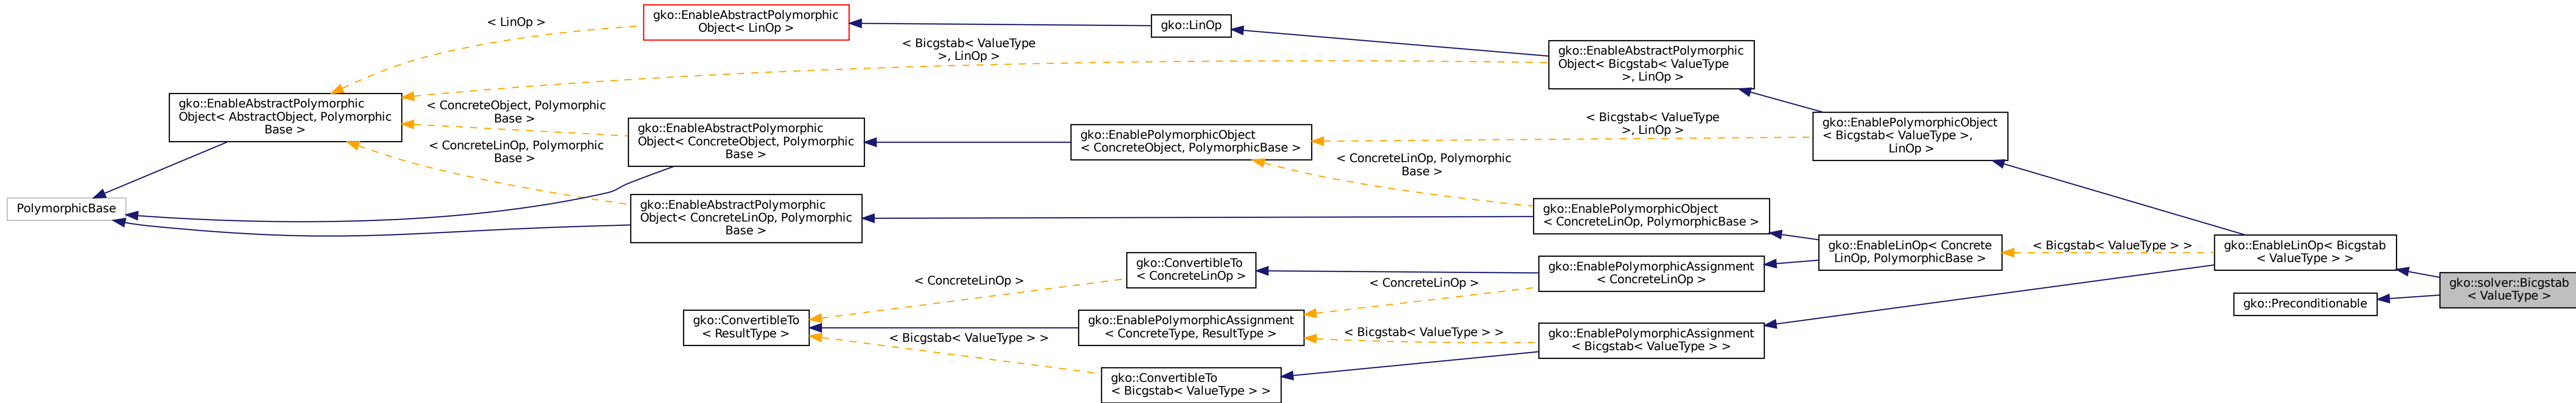 gko::EnableAbstractPolymorphic
Object< LinOp >
< LinOp >
gko::LinOp
< Bicgstab< ValueType
>, LinOp >
gko::EnableAbstractPolymorphic
Object< Bicgstab< ValueType
>, LinOp >
gko::EnableAbstractPolymorphic
Object< AbstractObject, Polymorphic
Base >
< ConcreteObject, Polymorphic
Base >
< ConcreteLinOp, Polymorphic
Base >
gko::EnableAbstractPolymorphic
Object< ConcreteObject, Polymorphic
Base >
gko::EnablePolymorphicObject
< ConcreteObject, PolymorphicBase >
< Bicgstab< ValueType
>, LinOp >
gko::EnablePolymorphicObject
< Bicgstab< ValueType >,
LinOp >
< ConcreteLinOp, Polymorphic
Base >
PolymorphicBase
gko::EnableAbstractPolymorphic
Object< ConcreteLinOp, Polymorphic
Base >
gko::EnablePolymorphicObject
< ConcreteLinOp, PolymorphicBase >
gko::EnableLinOp< Concrete
LinOp, PolymorphicBase >
< Bicgstab< ValueType > >
gko::EnableLinOp< Bicgstab
< ValueType > >
gko::ConvertibleTo
< ConcreteLinOp >
gko::EnablePolymorphicAssignment
< ConcreteLinOp >
< ConcreteLinOp >
< ConcreteLinOp >
gko::solver::Bicgstab
< ValueType >
gko::Preconditionable
gko::ConvertibleTo
< ResultType >
gko::EnablePolymorphicAssignment
< ConcreteType, ResultType >
< Bicgstab< ValueType > >
< Bicgstab< ValueType > >
gko::EnablePolymorphicAssignment
< Bicgstab< ValueType > >
gko::ConvertibleTo
< Bicgstab< ValueType > >